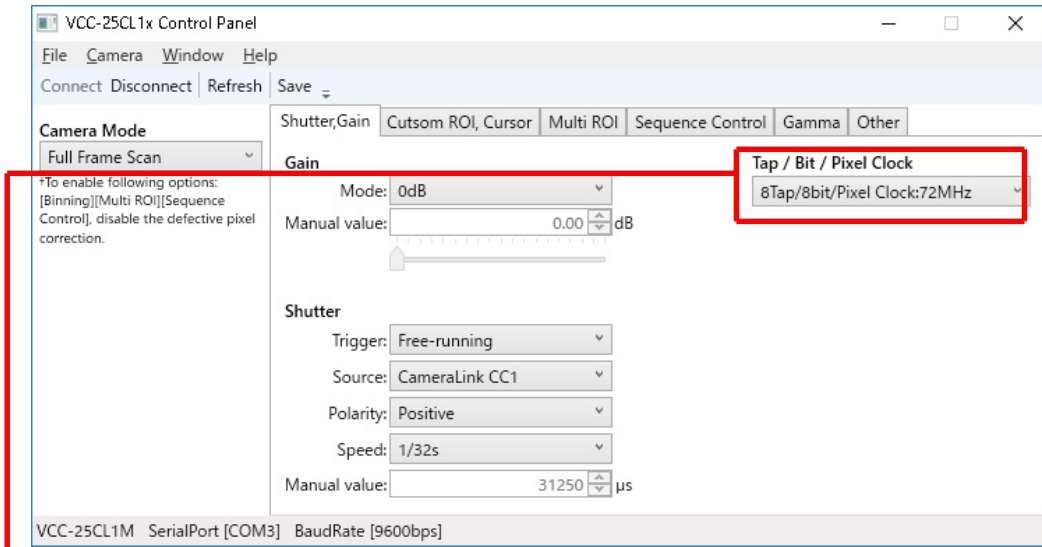 VCC-25CL1x Control Panel
File Camera Window Help
Connect Disconnect Refresh Save
Camera Mode
Full Frame Scan
†To enable following options:
[Binning][Multi ROI][Sequence
Control], disable the defective pixel
correction.
Shutter,Gain Cutsom ROI, Cursor Multi ROI Sequence Control Gamma Other
Gain
Mode: 0dB
Manual value: 0.00 dB
Tap / Bit / Pixel Clock
8Tap/8bit/Pixel Clock:72MHz
Shutter
Trigger: Free-running
Source: CameraLink CC1
Polarity: Positive
Speed: 1/32s
Manual value: 31250 µs
VCC-25CL1M SerialPort [COM3] BaudRate [9600bps]